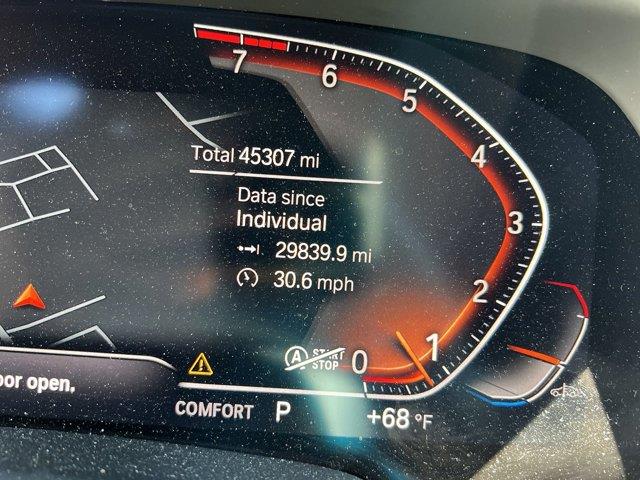 7
6
5
4
3
2
1
0
Total 45307 mi
Data since
Individual
29839.9 mi
30.6 mph
A START
STOP
oor open,
COMFORT P +68 °F